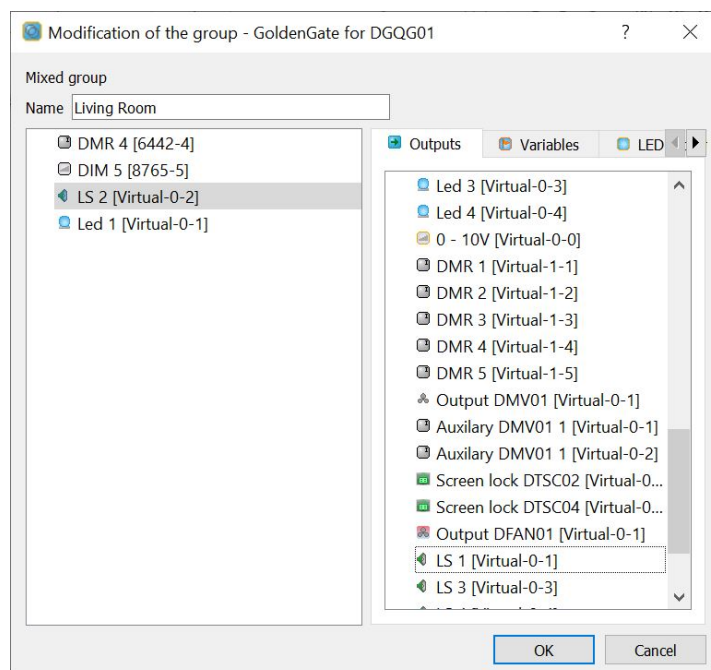 Modification of the group - GoldenGate for DGQG01
Mixed group
Name Living Room
DMR 4 [6442-4]
DIM 5 [8765-5]
LS 2 [Virtual-0-2]
Led 1 [Virtual-0-1]
Outputs Variables LED
Led 3 [Virtual-0-3]
Led 4 [Virtual-0-4]
0 - 10V [Virtual-0-0]
DMR 1 [Virtual-1-1]
DMR 2 [Virtual-1-2]
DMR 3 [Virtual-1-3]
DMR 4 [Virtual-1-4]
DMR 5 [Virtual-1-5]
Output DMV01 [Virtual-0-1]
Auxilary DMV01 1 [Virtual-0-1]
Auxilary DMV01 1 [Virtual-0-2]
Screen lock DTSC02 [Virtual-0...
Screen lock DTSC04 [Virtual-0...
Output DFAN01 [Virtual-0-1]
LS 1 [Virtual-0-1]
LS 3 [Virtual-0-3]
OK Cancel